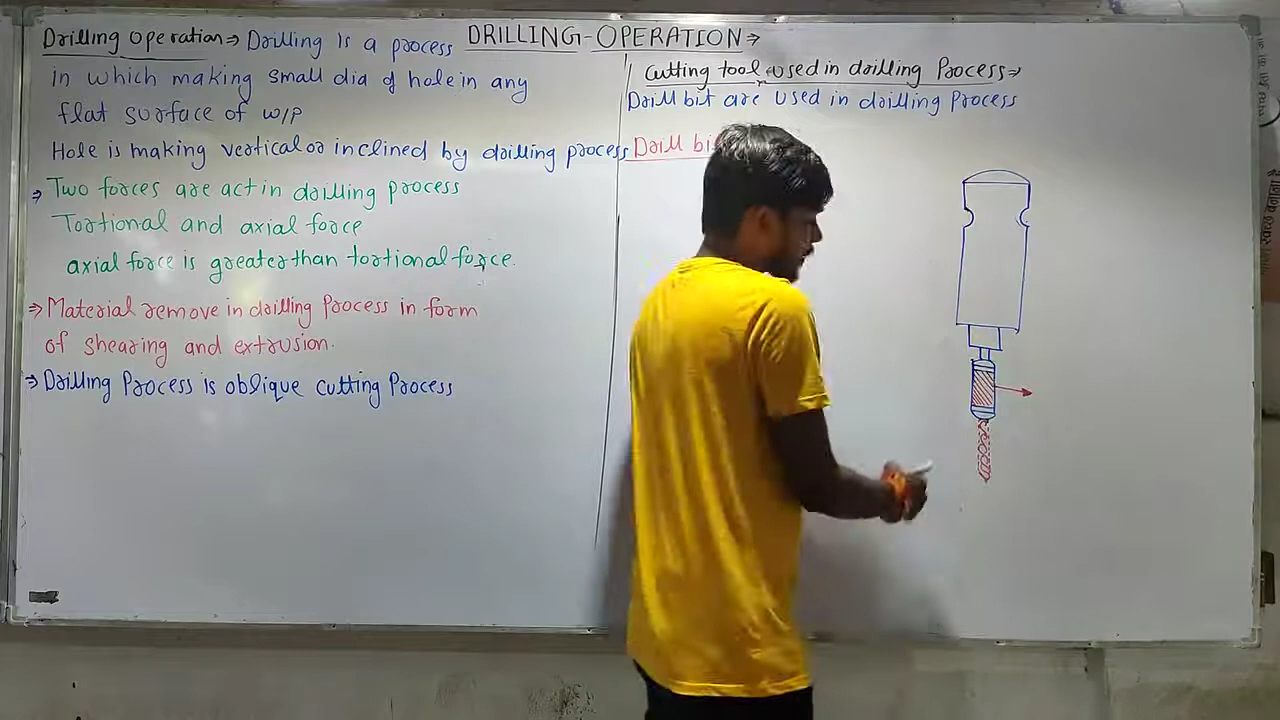 DRILLING-OPERATION⇒
Drilling operation⇒ Drilling is a process
in which making small dia of hole in any
flat surface of W/P
Hole is making vertical or inclined by drilling process
⇒ Two forces are act in drilling process
Tortional and axial force
axial force is greater than tortional force.
⇒ Material remove in drilling Process in form
of shearing and extrusion.
⇒ Drilling Process is oblique cutting Process
Cutting tool used in drilling Process⇒
Drill bit are used in drilling Process
Drill bi